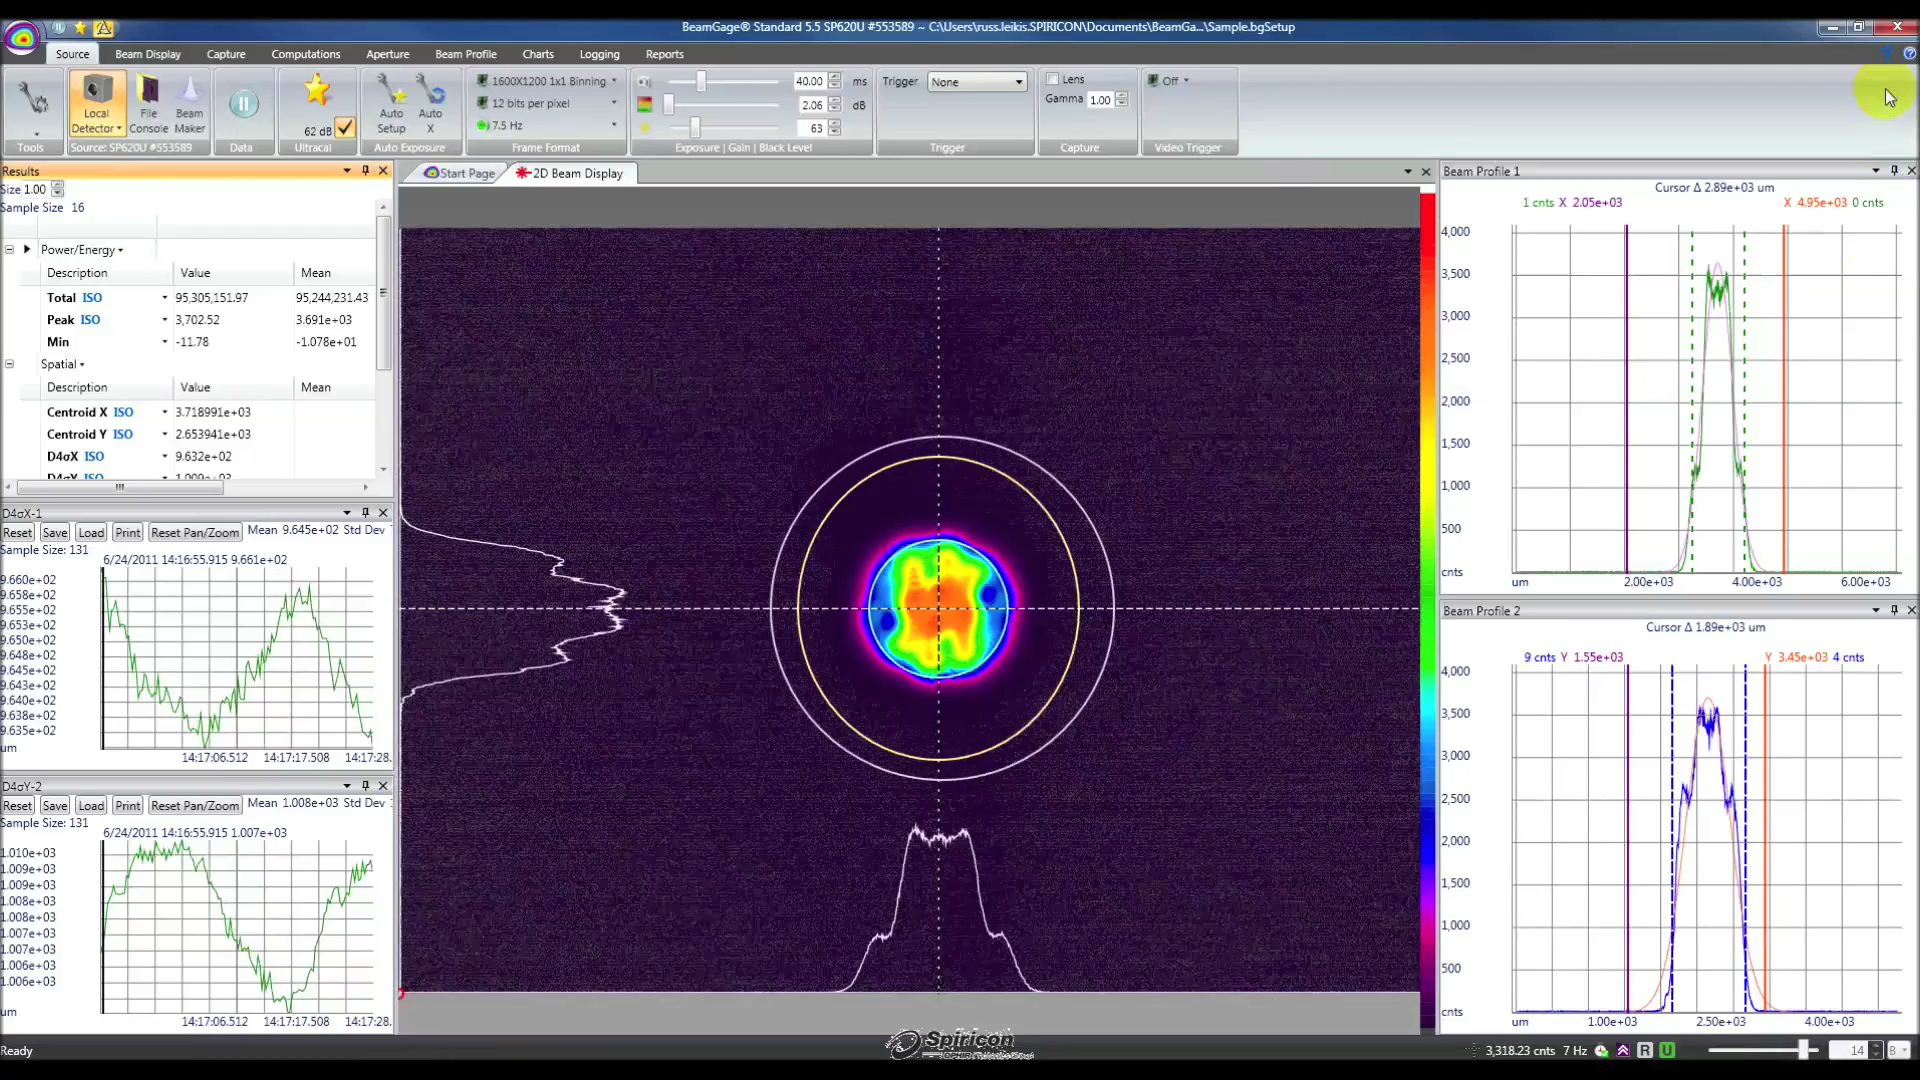 BeamGage® Standard 5.5 SP620U #553589 ~ C:\Users\russ.leikis.SPIRICON\Documents\BeamGa...\Sample.bgSetup
Source Beam Display Capture Computations Aperture Beam Profile Charts Logging Reports
Local Detector File Console Beam Maker
62 dB
Auto Setup Auto X
1600X1200 1x1 Binning
12 bits per pixel
7.5 Hz
40.00 ms
2.06 dB
63
Trigger None
Lens
Gamma 1.00
Off
Tools Source: SP620U #553589 Data Ultracal Auto Exposure Frame Format Exposure | Gain | Black Level Trigger Capture Video Trigger
Results
Size 1.00
Sample Size 16
Power/Energy
Description Value Mean
Total ISO 95,305,151.97 95,244,231.43
Peak ISO 3,702.52 3.691e+03
Min -11.78 -1.078e+01
Spatial
Description Value Mean
Centroid X ISO 3.718991e+03
Centroid Y ISO 2.653941e+03
D4σX ISO 9.632e+02
D4σY ISO 1.009e+03
D4σX-1
Reset Save Load Print Reset Pan/Zoom Mean 9.645e+02 Std Dev
Sample Size: 131
6/24/2011 14:16:55.915 9.661e+02
9.660e+02
9.658e+02
9.655e+02
9.653e+02
9.650e+02
9.648e+02
9.645e+02
9.643e+02
9.640e+02
9.638e+02
9.635e+02
um
14:17:06.512 14:17:17.508 14:17:28.
D4σY-2
Reset Save Load Print Reset Pan/Zoom Mean 1.008e+03 Std Dev
Sample Size: 131
6/24/2011 14:16:55.915 1.007e+03
1.010e+03
1.009e+03
1.009e+03
1.008e+03
1.008e+03
1.007e+03
1.007e+03
1.006e+03
1.006e+03
um
14:17:06.512 14:17:17.508 14:17:28.
Start Page 2D Beam Display
Spiricon
Beam Profile 1
Cursor Δ 2.89e+03 um
1 cnts X 2.05e+03 X 4.95e+03 0 cnts
4,000
3,500
3,000
2,500
2,000
1,500
1,000
500
cnts
um 2.00e+03 4.00e+03 6.00e+03
Beam Profile 2
Cursor Δ 1.89e+03 um
9 cnts Y 1.55e+03 Y 3.45e+03 4 cnts
4,000
3,500
3,000
2,500
2,000
1,500
1,000
500
cnts
um 1.00e+03 2.50e+03 4.00e+03
Ready
3,318.23 cnts 7 Hz R U 14 B